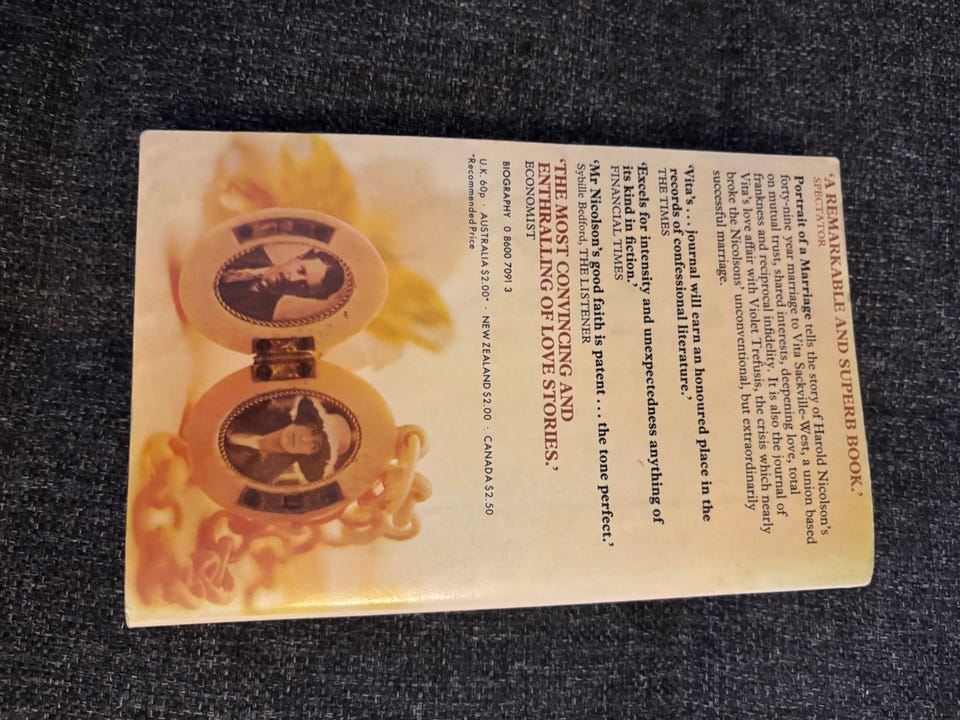 ‘A REMARKABLE AND SUPERB BOOK.’
SPECTATOR
Portrait of a Marriage tells the story of Harold Nicolson's
forty-nine year marriage to Vita Sackville-West, a union based
on mutual trust, shared interests, deepening love, total
frankness and reciprocal infidelity. It is also the journal of
Vita's love affair with Violet Trefusis, the crisis which nearly
broke the Nicolsons' unconventional, but extraordinarily
successful marriage.
‘Vita's . . . journal will earn an honoured place in the
records of confessional literature.’
THE TIMES
‘Excels for intensity and unexpectedness anything of
its kind in fiction.’
FINANCIAL TIMES
‘Mr Nicolson's good faith is patent . . . the tone perfect.’
Sybille Bedford, THE LISTENER
‘THE MOST CONVINCING AND
ENTHRALLING OF LOVE STORIES.’
ECONOMIST
BIOGRAPHY 0 8600 7091 3
U.K. 60p · AUSTRALIA $2.00* · NEW ZEALAND $2.00 · CANADA $2.50
*Recommended Price